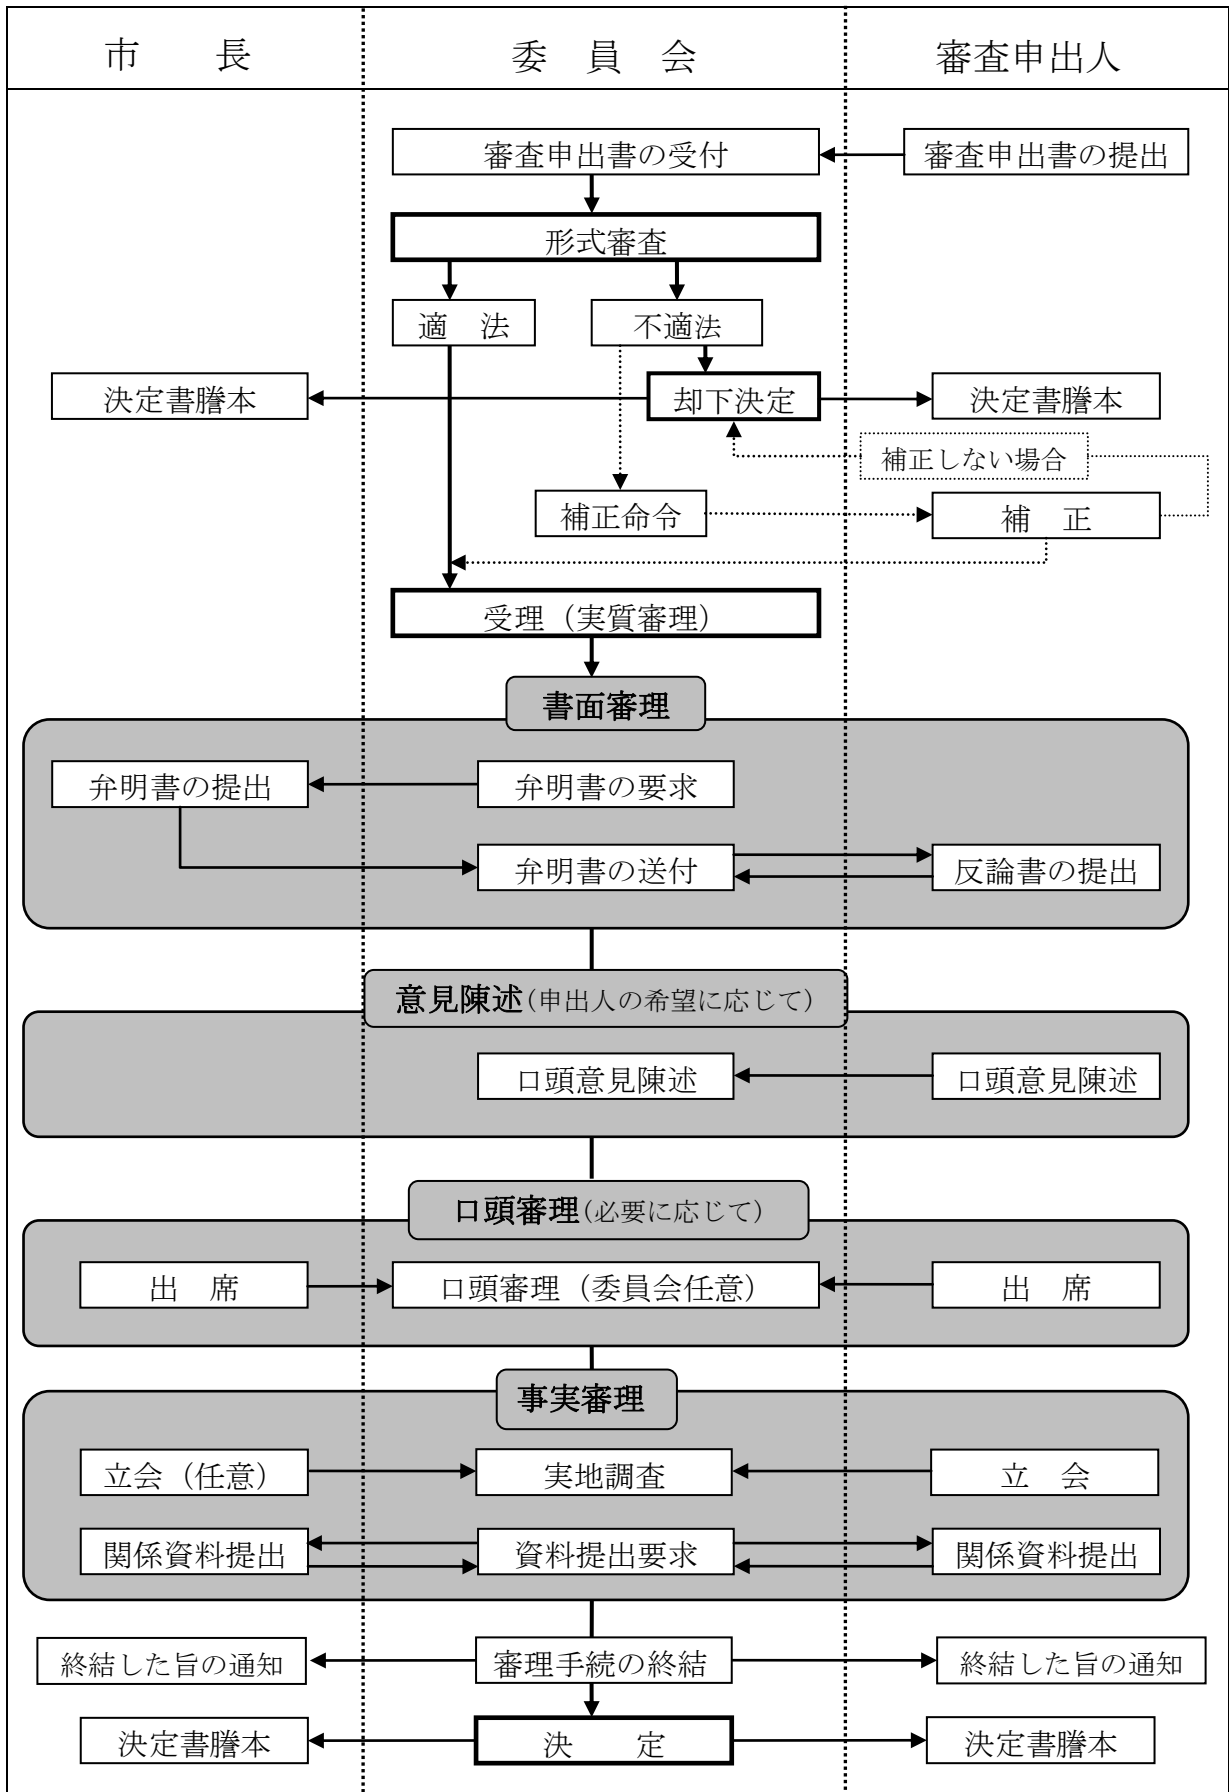 市　　長
委　員　会
審査申出人
審査申出書の受付
審査申出書の提出
形式審査
適　法
不適法
決定書謄本
却下決定
決定書謄本
補正しない場合
補正命令
補　正
受理（実質審理）
書面審理
弁明書の提出
弁明書の要求
弁明書の送付
反論書の提出
意見陳述(申出人の希望に応じて)
口頭意見陳述
口頭意見陳述
口頭審理(必要に応じて)
出　席
口頭審理（委員会任意）
出　席
事実審理
立会（任意）
実地調査
立　会
関係資料提出
資料提出要求
関係資料提出
終結した旨の通知
審理手続の終結
終結した旨の通知
決定書謄本
決　　定
決定書謄本